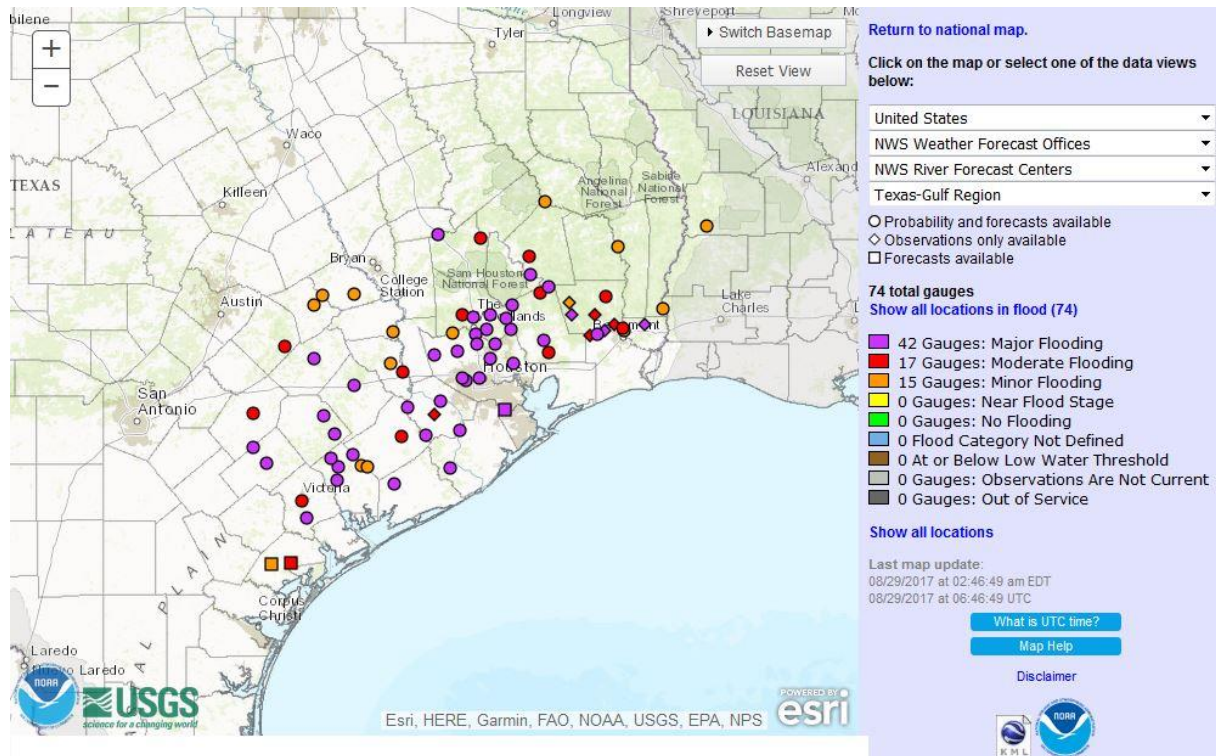 bilene
Longview
Shreveport
Mo
Tyler
+
−
Switch Basemap
Reset View
LOUISIANA
Waco
Alexand
TEXAS
Killeen
Angelina
National
Forest
Sabine
National
Forest
LATEAU
Bryan
College
Station
Sam Houston
National Forest
Austin
The
Lake
Charles
Houston
San
Antonio
Victoria
AL PLAIN
Corpus
Christi
Laredo
Nuevo Laredo
NOAA
USGS
science for a changing world
Esri, HERE, Garmin, FAO, NOAA, USGS, EPA, NPS
POWERED BY
esri
Return to national map.
Click on the map or select one of the data views
below:
United States
NWS Weather Forecast Offices
NWS River Forecast Centers
Texas-Gulf Region
Probability and forecasts available
Observations only available
Forecasts available
74 total gauges
Show all locations in flood (74)
42 Gauges: Major Flooding
17 Gauges: Moderate Flooding
15 Gauges: Minor Flooding
0 Gauges: Near Flood Stage
0 Gauges: No Flooding
0 Flood Category Not Defined
0 At or Below Low Water Threshold
0 Gauges: Observations Are Not Current
0 Gauges: Out of Service
Show all locations
Last map update:
08/29/2017 at 02:46:49 am EDT
08/29/2017 at 06:46:49 UTC
What is UTC time?
Map Help
Disclaimer
KML
NOAA